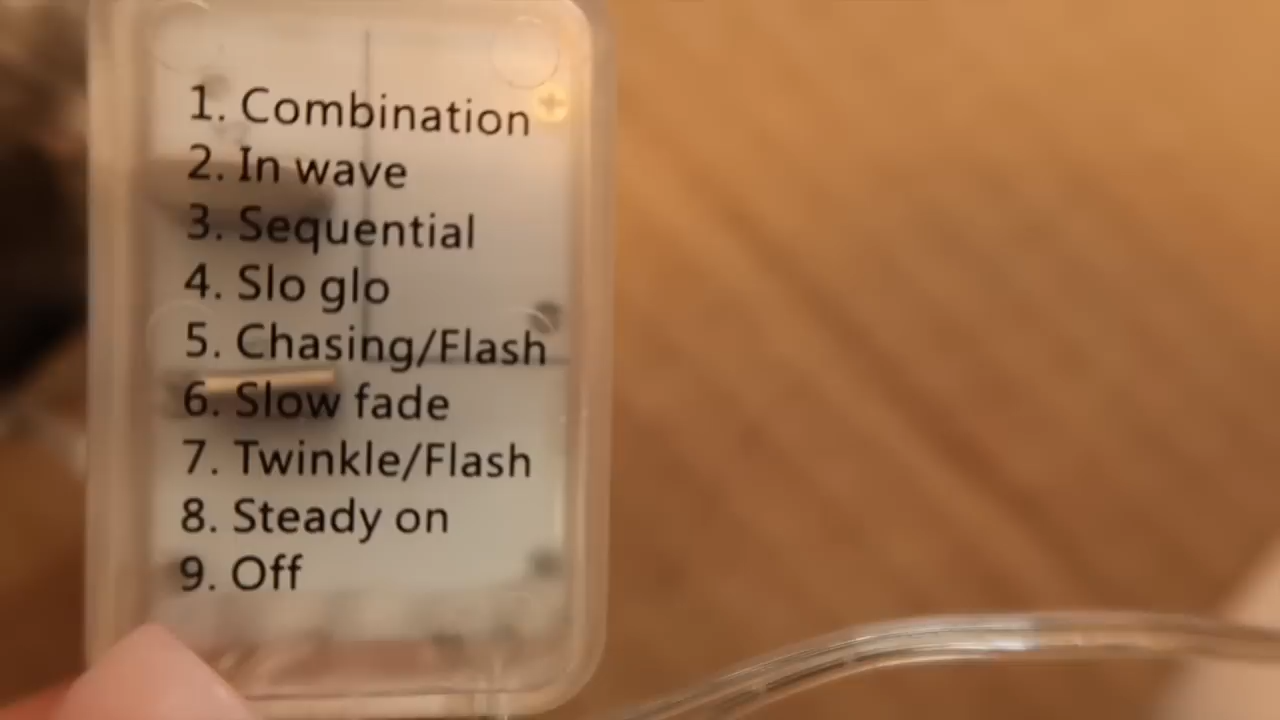 1. Combination
2. In wave
3. Sequential
4. Slo glo
5. Chasing/Flash
6. Slow fade
7. Twinkle/Flash
8. Steady on
9. Off